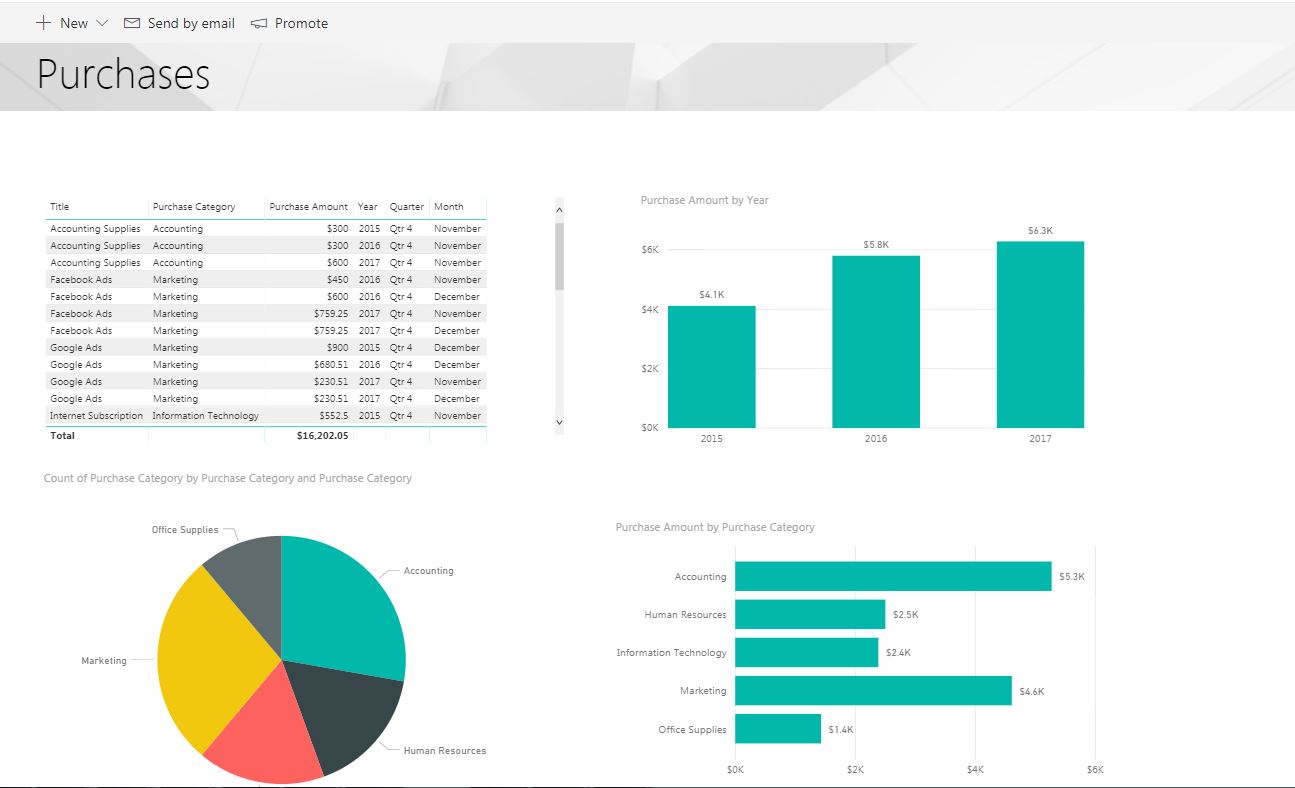 New Send by email Promote
Purchases
Title Purchase Category Purchase Amount Year Quarter Month
Accounting Supplies Accounting $300 2015 Qtr 4 November
Accounting Supplies Accounting $300 2016 Qtr 4 November
Accounting Supplies Accounting $600 2017 Qtr 4 November
Facebook Ads Marketing $450 2016 Qtr 4 November
Facebook Ads Marketing $600 2016 Qtr 4 December
Facebook Ads Marketing $759.25 2017 Qtr 4 November
Facebook Ads Marketing $759.25 2017 Qtr 4 December
Google Ads Marketing $900 2015 Qtr 4 December
Google Ads Marketing $680.51 2016 Qtr 4 December
Google Ads Marketing $230.51 2017 Qtr 4 November
Google Ads Marketing $230.51 2017 Qtr 4 December
Internet Subscription Information Technology $552.5 2015 Qtr 4 November
Total $16,202.05
Purchase Amount by Year
$6K
$4K
$2K
$0K
$4.1K
$5.8K
$6.3K
2015 2016 2017
Count of Purchase Category by Purchase Category and Purchase Category
Office Supplies
Accounting
Marketing
Human Resources
Purchase Amount by Purchase Category
Accounting $5.3K
Human Resources $2.5K
Information Technology $2.4K
Marketing $4.6K
Office Supplies $1.4K
$0K $2K $4K $6K